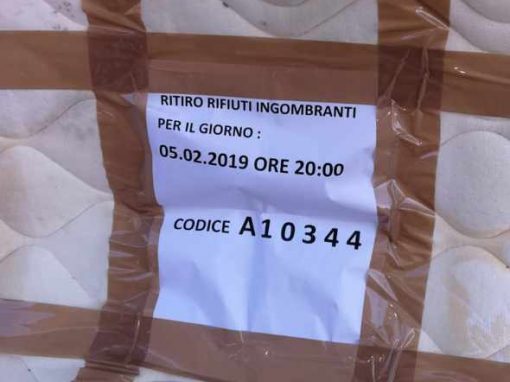 RITIRO RIFIUTI INGOMBRANTI
PER IL GIORNO :
05.02.2019 ORE 20:00
CODICE A10344